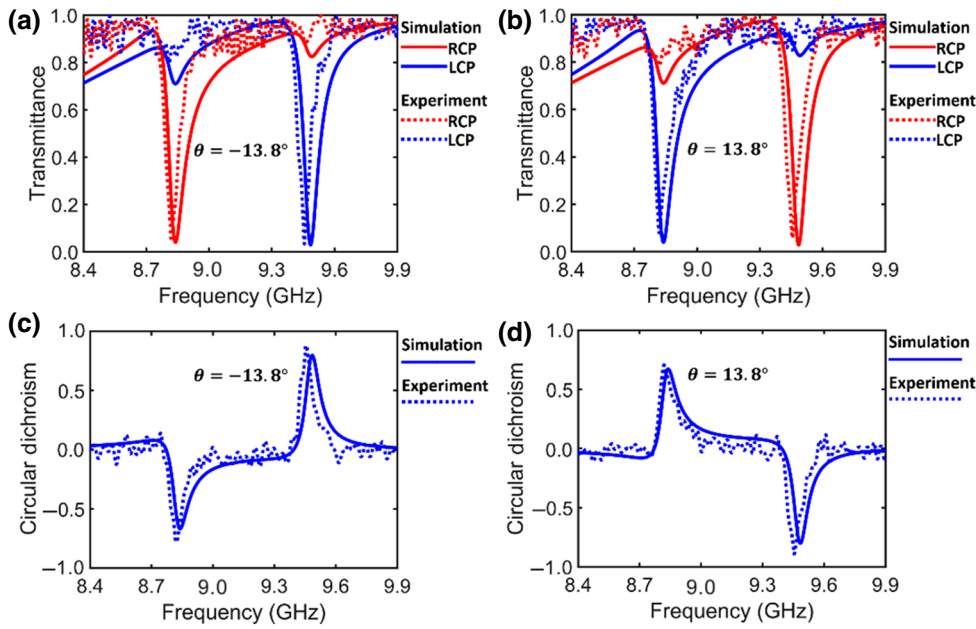 (a)
Transmittance
1.0
0.8
0.6
0.4
0.2
0.0
θ = −13.8°
8.4 8.7 9.0 9.3 9.6 9.9
Frequency (GHz)
Simulation
RCP
LCP
Experiment
RCP
LCP
(b)
Transmittance
1.0
0.8
0.6
0.4
0.2
0.0
θ = 13.8°
8.4 8.7 9.0 9.3 9.6 9.9
Frequency (GHz)
Simulation
RCP
LCP
Experiment
RCP
LCP
(c)
Circular dichroism
1.0
0.5
0.0
−0.5
−1.0
θ = −13.8°
8.4 8.7 9.0 9.3 9.6 9.9
Frequency (GHz)
Simulation
Experiment
(d)
Circular dichroism
1.0
0.5
0.0
−0.5
−1.0
θ = 13.8°
8.4 8.7 9.0 9.3 9.6 9.9
Frequency (GHz)
Simulation
Experiment